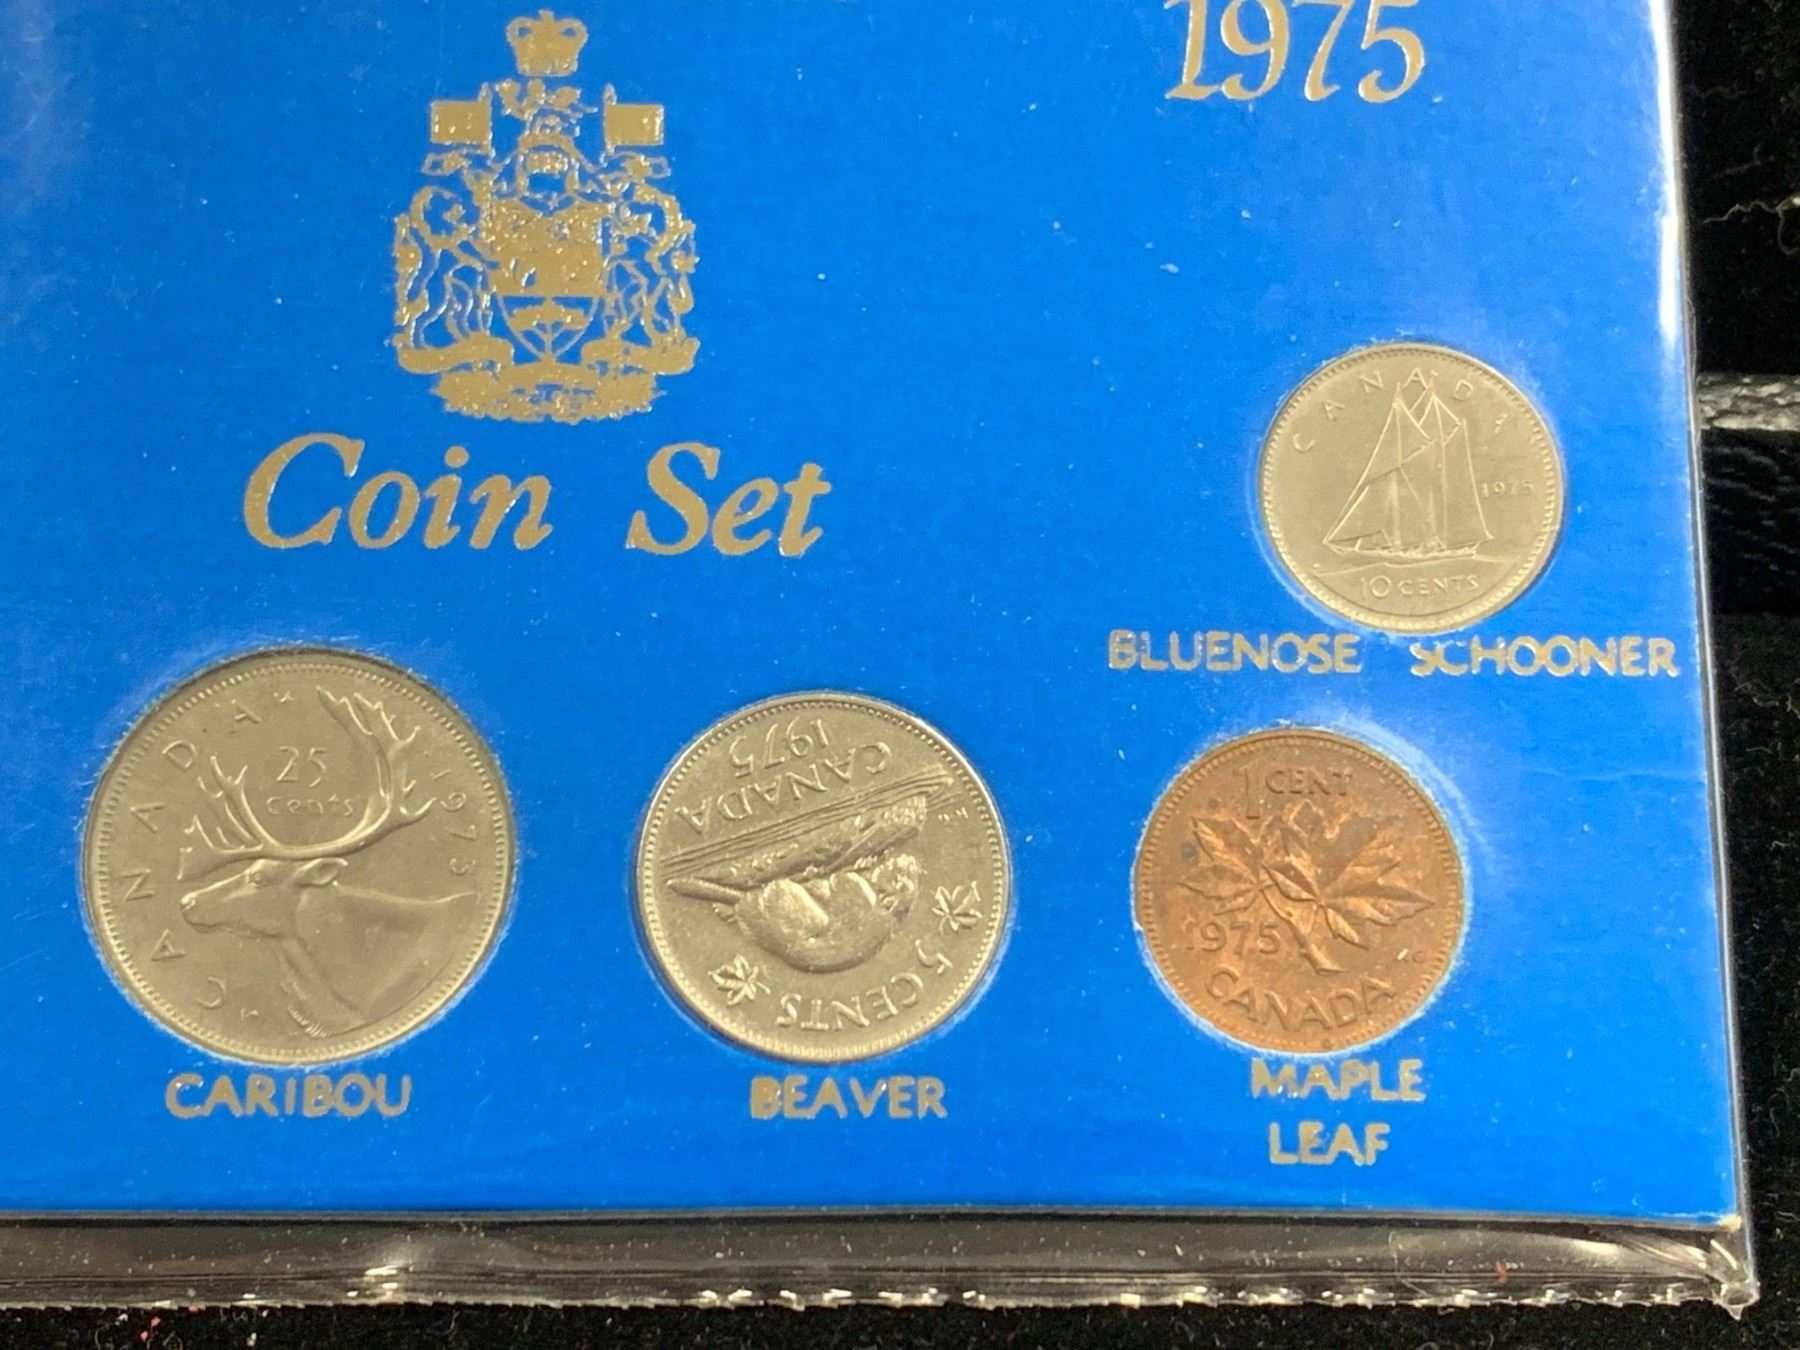 1975
Coin Set
CANADA
1975
10 CENTS
BLUENOSE SCHOONER
CANADA
25
cents
1975
CARIBOU
5 CENTS
CANADA
1975
BEAVER
1 CENT
1975
CANADA
MAPLE
LEAF